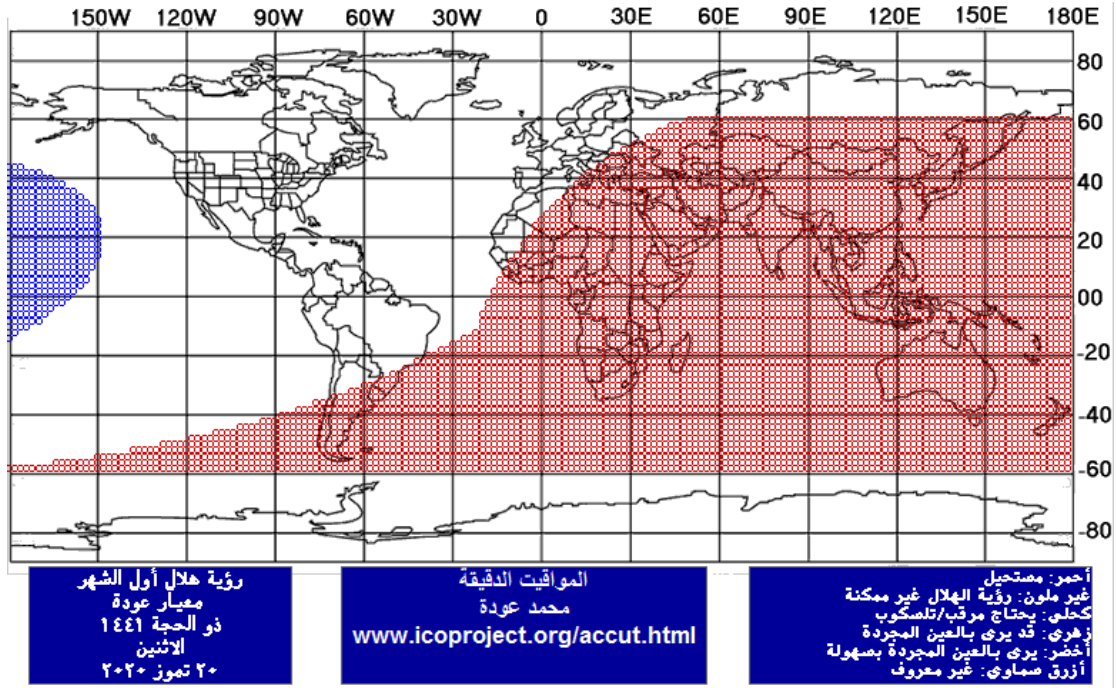 150W 120W 90W 60W 30W 0 30E 60E 90E 120E 150E 180E
80
60
40
20
00
-20
-40
-60
-80
رؤية هلال أول الشهر
معيار عودة
ذو الحجة ١٤٤١
الاثنين
٢٠ تموز ٢٠٢٠
المواقيت الدقيقة
محمد عودة
www.icoproject.org/accut.html
أحمر: مستحيل
غير ملون: رؤية الهلال غير ممكنة
كحلي: يحتاج مرقب/تلسكوب
زهري: قد يرى بالعين المجردة
أخضر: يرى بالعين المجردة بسهولة
أزرق سماوي: غير معروف